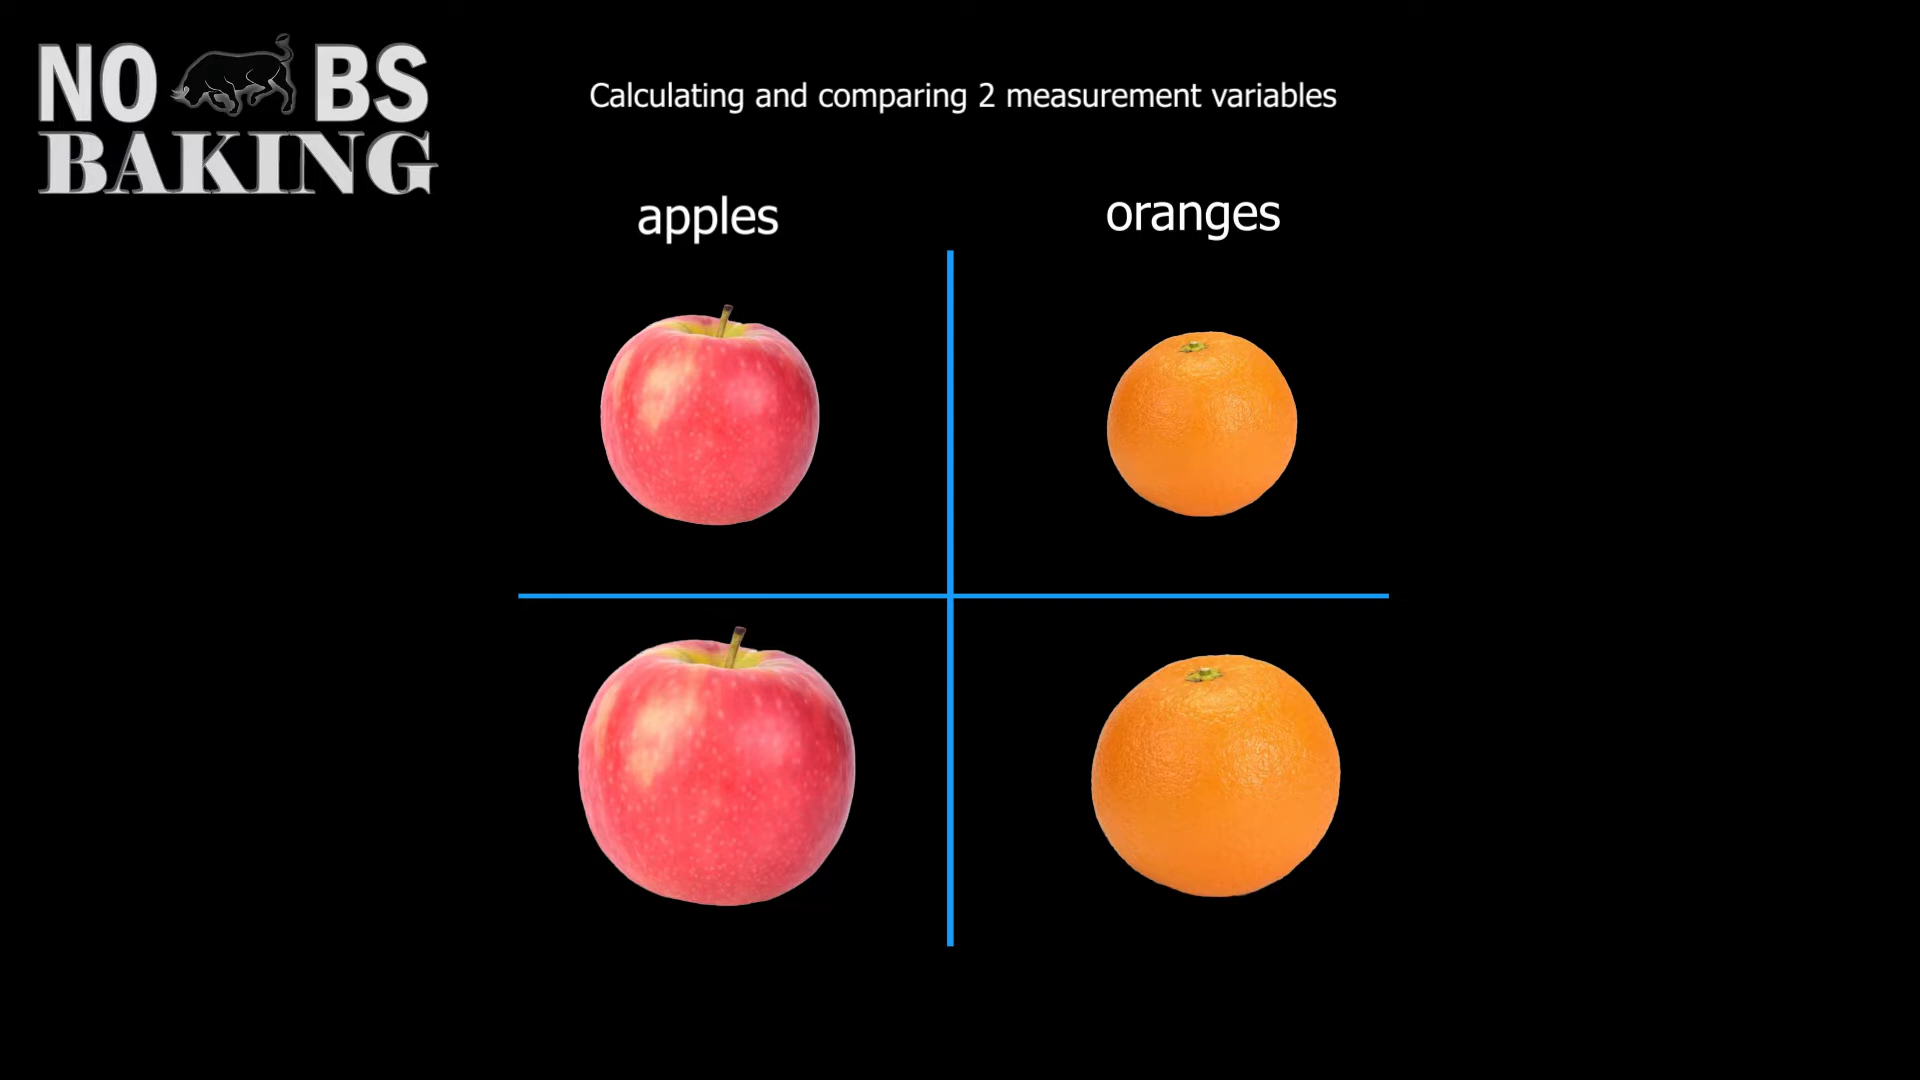 NO BS
BAKING
Calculating and comparing 2 measurement variables
apples
oranges